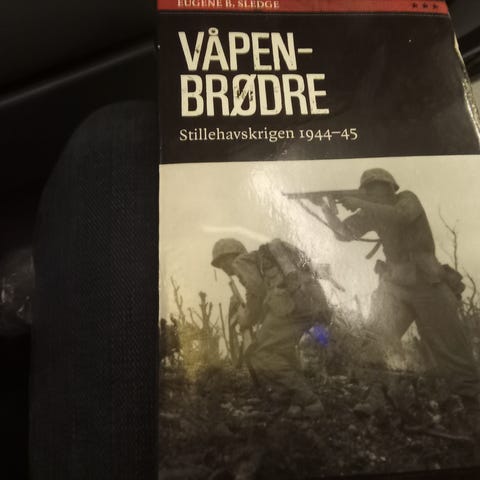 EUGENE B. SLEDGE
VÅPEN-
BRØDRE
Stillehavskrigen 1944–45